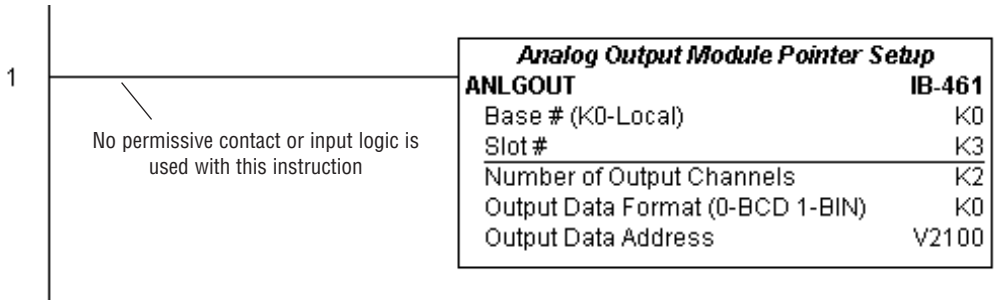 1
Analog Output Module Pointer Setup
ANLGOUT IB-461
Base # (K0-Local) K0
Slot # K3
Number of Output Channels K2
Output Data Format (0-BCD 1-BIN) K0
Output Data Address V2100
No permissive contact or input logic is
used with this instruction